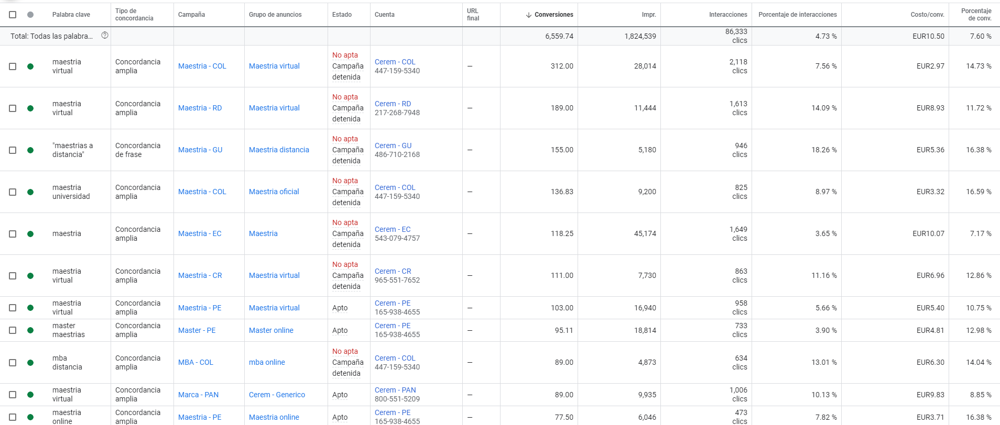 Palabra clave Tipo de concordancia Campaña Grupo de anuncios Estado Cuenta URL final ↓ Conversiones Impr. Interacciones Porcentaje de interacciones Costo/conv. Porcentaje de conv.
Total: Todas las palabra... 6,559.74 1,824,539 86,333 clics 4.73 % EUR10.50 7.60 %
maestria virtual Concordancia amplia Maestria - COL Maestria virtual No apta Campaña detenida Cerem - COL 447-159-5340 — 312.00 28,014 2,118 clics 7.56 % EUR2.97 14.73 %
maestria virtual Concordancia amplia Maestria - RD Maestria virtual No apta Campaña detenida Cerem - RD 217-268-7948 — 189.00 11,444 1,613 clics 14.09 % EUR8.93 11.72 %
"maestrias a distancia" Concordancia de frase Maestria - GU Maestria distancia No apta Campaña detenida Cerem - GU 486-710-2168 — 155.00 5,180 946 clics 18.26 % EUR5.36 16.38 %
maestria universidad Concordancia amplia Maestria - COL Maestria oficial No apta Campaña detenida Cerem - COL 447-159-5340 — 136.83 9,200 825 clics 8.97 % EUR3.32 16.59 %
maestria Concordancia amplia Maestria - EC Maestria No apta Campaña detenida Cerem - EC 543-079-4757 — 118.25 45,174 1,649 clics 3.65 % EUR10.07 7.17 %
maestria virtual Concordancia amplia Maestria - CR Maestria virtual No apta Campaña detenida Cerem - CR 965-551-7652 — 111.00 7,730 863 clics 11.16 % EUR6.96 12.86 %
maestria virtual Concordancia amplia Maestria - PE Maestria virtual Apto Cerem - PE 165-938-4655 — 103.00 16,940 958 clics 5.66 % EUR5.40 10.75 %
master maestrias Concordancia amplia Master - PE Master online Apto Cerem - PE 165-938-4655 — 95.11 18,814 733 clics 3.90 % EUR4.81 12.98 %
mba distancia Concordancia amplia MBA - COL mba online No apta Campaña detenida Cerem - COL 447-159-5340 — 89.00 4,873 634 clics 13.01 % EUR6.30 14.04 %
maestria virtual Concordancia amplia Marca - PAN Cerem - Generico Apto Cerem - PAN 800-551-5209 — 89.00 9,935 1,006 clics 10.13 % EUR9.83 8.85 %
maestria online Concordancia amplia Maestria - PE Maestria online Apto Cerem - PE 165-938-4655 — 77.50 6,046 473 clics 7.82 % EUR3.71 16.38 %